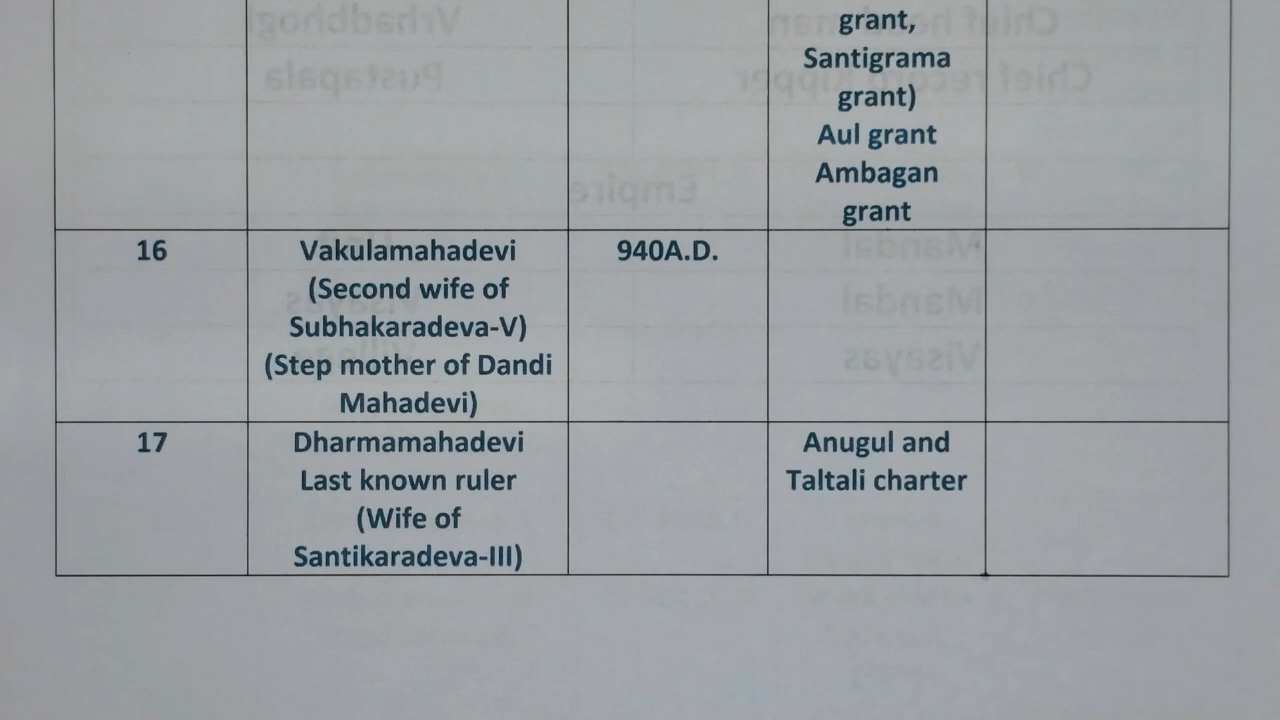 grant,
Santigrama
grant)
Aul grant
Ambagan
grant
16
Vakulamahadevi
(Second wife of
Subhakaradeva-V)
(Step mother of Dandi
Mahadevi)
940A.D.
17
Dharmamahadevi
Last known ruler
(Wife of
Santikaradeva-III)
Anugul and
Taltali charter